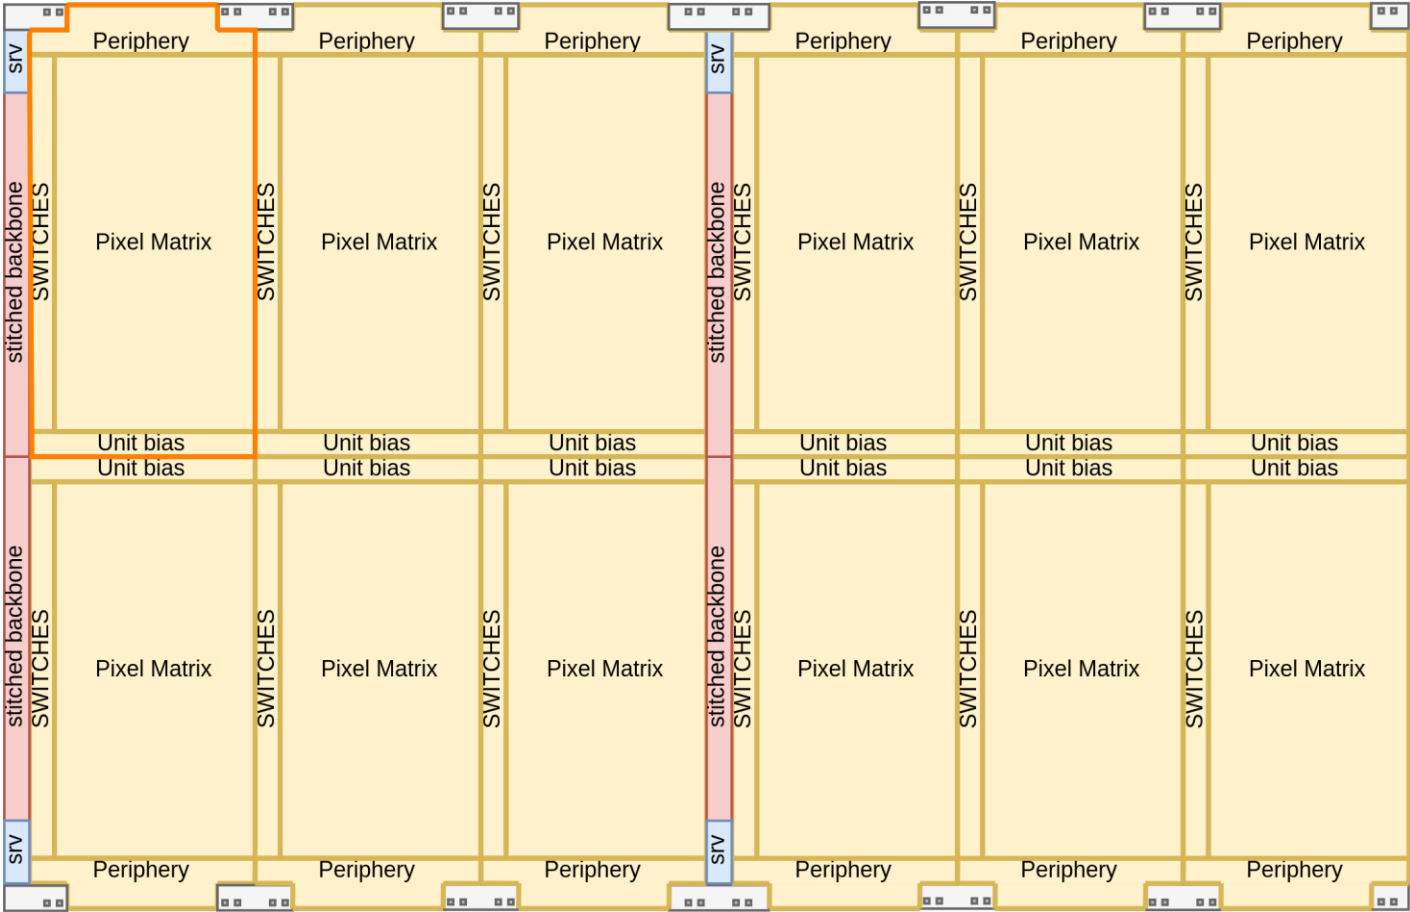 Periphery Periphery Periphery Periphery Periphery Periphery
srv srv
stitched backbone SWITCHES Pixel Matrix SWITCHES Pixel Matrix SWITCHES Pixel Matrix stitched backbone SWITCHES Pixel Matrix SWITCHES Pixel Matrix SWITCHES Pixel Matrix
Unit bias Unit bias Unit bias Unit bias Unit bias Unit bias
Unit bias Unit bias Unit bias Unit bias Unit bias Unit bias
stitched backbone SWITCHES Pixel Matrix SWITCHES Pixel Matrix SWITCHES Pixel Matrix stitched backbone SWITCHES Pixel Matrix SWITCHES Pixel Matrix SWITCHES Pixel Matrix
srv srv
Periphery Periphery Periphery Periphery Periphery Periphery